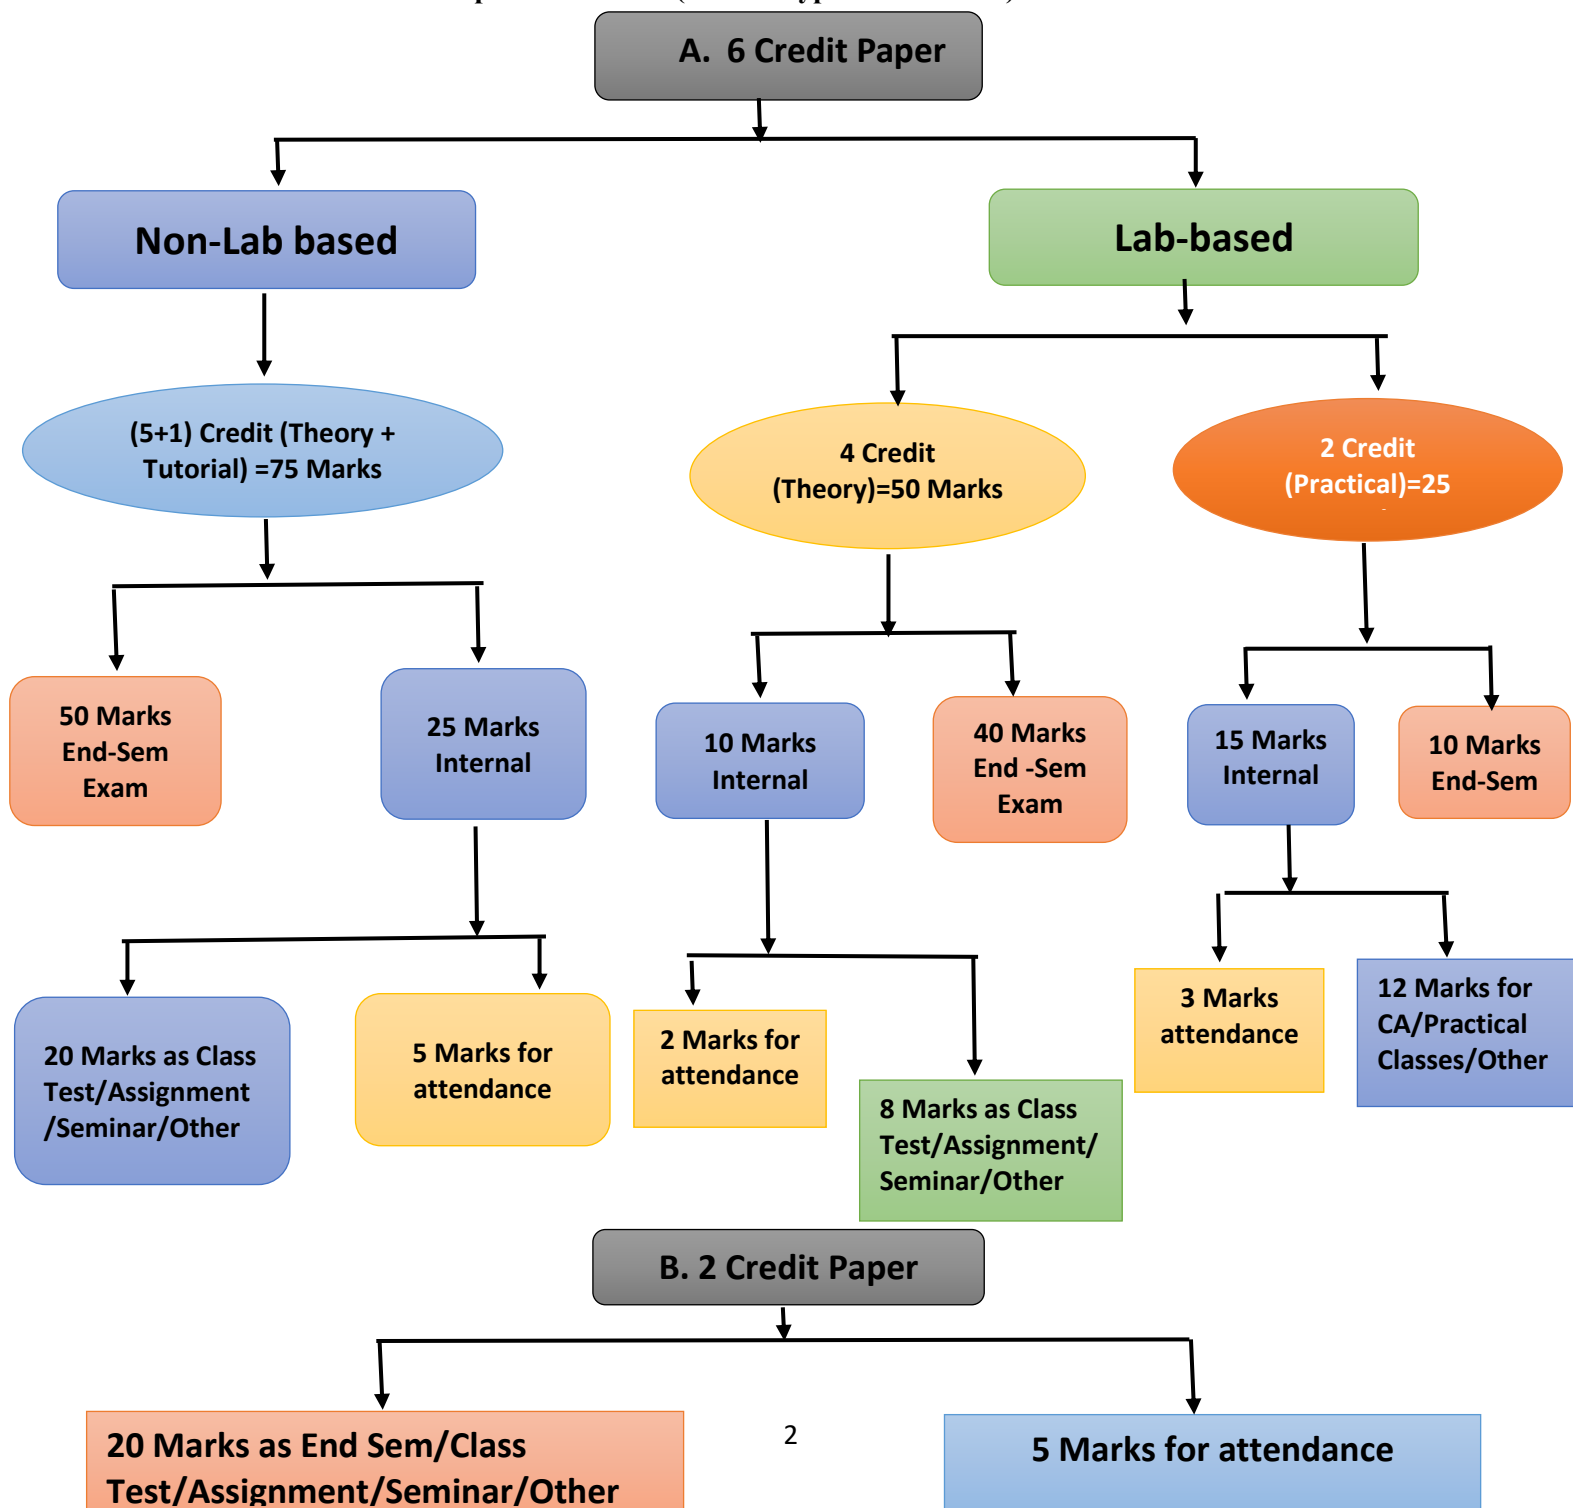 A. 6 Credit Paper
Non-Lab based
Lab-based
(5+1) Credit (Theory +
Tutorial) =75 Marks
4 Credit
(Theory)=50 Marks
2 Credit
(Practical)=25
50 Marks
End-Sem
Exam
25 Marks
Internal
10 Marks
Internal
40 Marks
End -Sem
Exam
15 Marks
Internal
10 Marks
End-Sem
20 Marks as Class
Test/Assignment
/Seminar/Other
5 Marks for
attendance
2 Marks for
attendance
8 Marks as Class
Test/Assignment/
Seminar/Other
3 Marks
attendance
12 Marks for
CA/Practical
Classes/Other
B. 2 Credit Paper
20 Marks as End Sem/Class
Test/Assignment/Seminar/Other
5 Marks for attendance
2